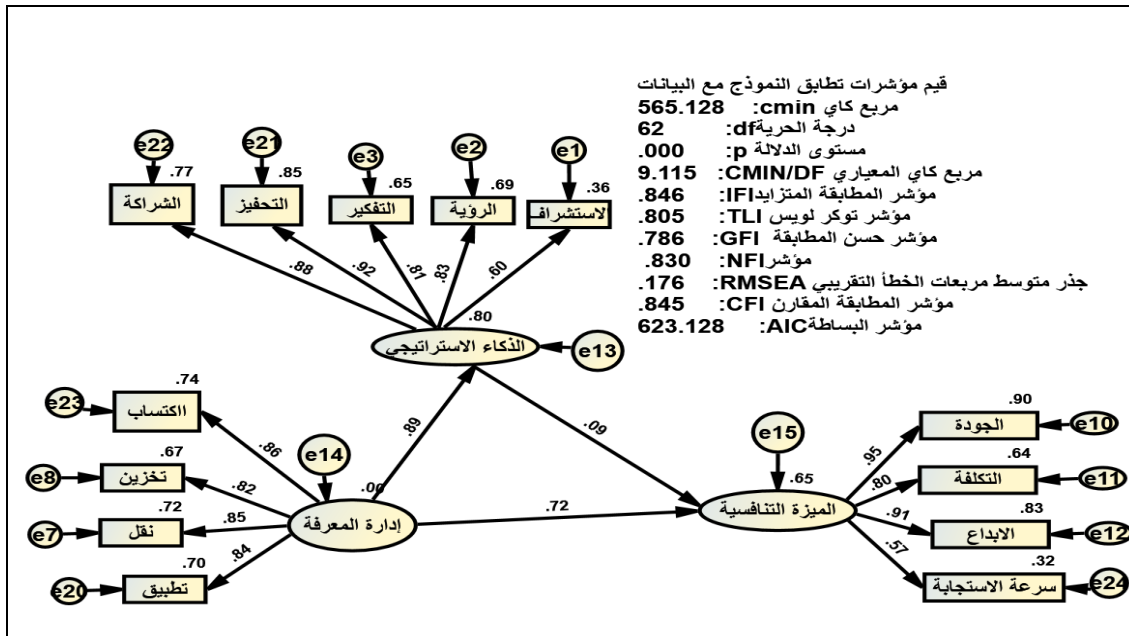 قيم مؤشرات تطابق النموذج مع البيانات
مربع كاي cmin: 565.128
درجة الحريةdf: 62
مستوى الدلالة p: .000
مربع كاي المعياري CMIN/DF: 9.115
مؤشر المطابقة المتزايدIFI: .846
مؤشر توكر لويس TLI: .805
مؤشر حسن المطابقة GFI: .786
مؤشرNFI: .830
جذر متوسط مربعات الخطأ التقريبي RMSEA: .176
مؤشر المطابقة المقارن CFI: .845
مؤشر البساطةAIC: 623.128
e1 e2 e3 e21 e22
.36 .69 .65 .85 .77
لاستشراف الرؤية التفكير التحفيز الشراكة
.60 .83 .81 .92 .88
.80
الذكاء الاستراتيجي e13
.74
e23 ااكتساب .86
.67
e8 تخزين .82
.72
e7 نقل .85
.70
e20 تطبيق .84
e14
.00
إدارة المعرفة
.89
.09
.72
e15
.65
الميزة التنافسية
.90
.95 الجودة e10
.64
.80 التكلفة e11
.83
.91 الابداع e12
.32
.57 سرعة الاستجابة e24